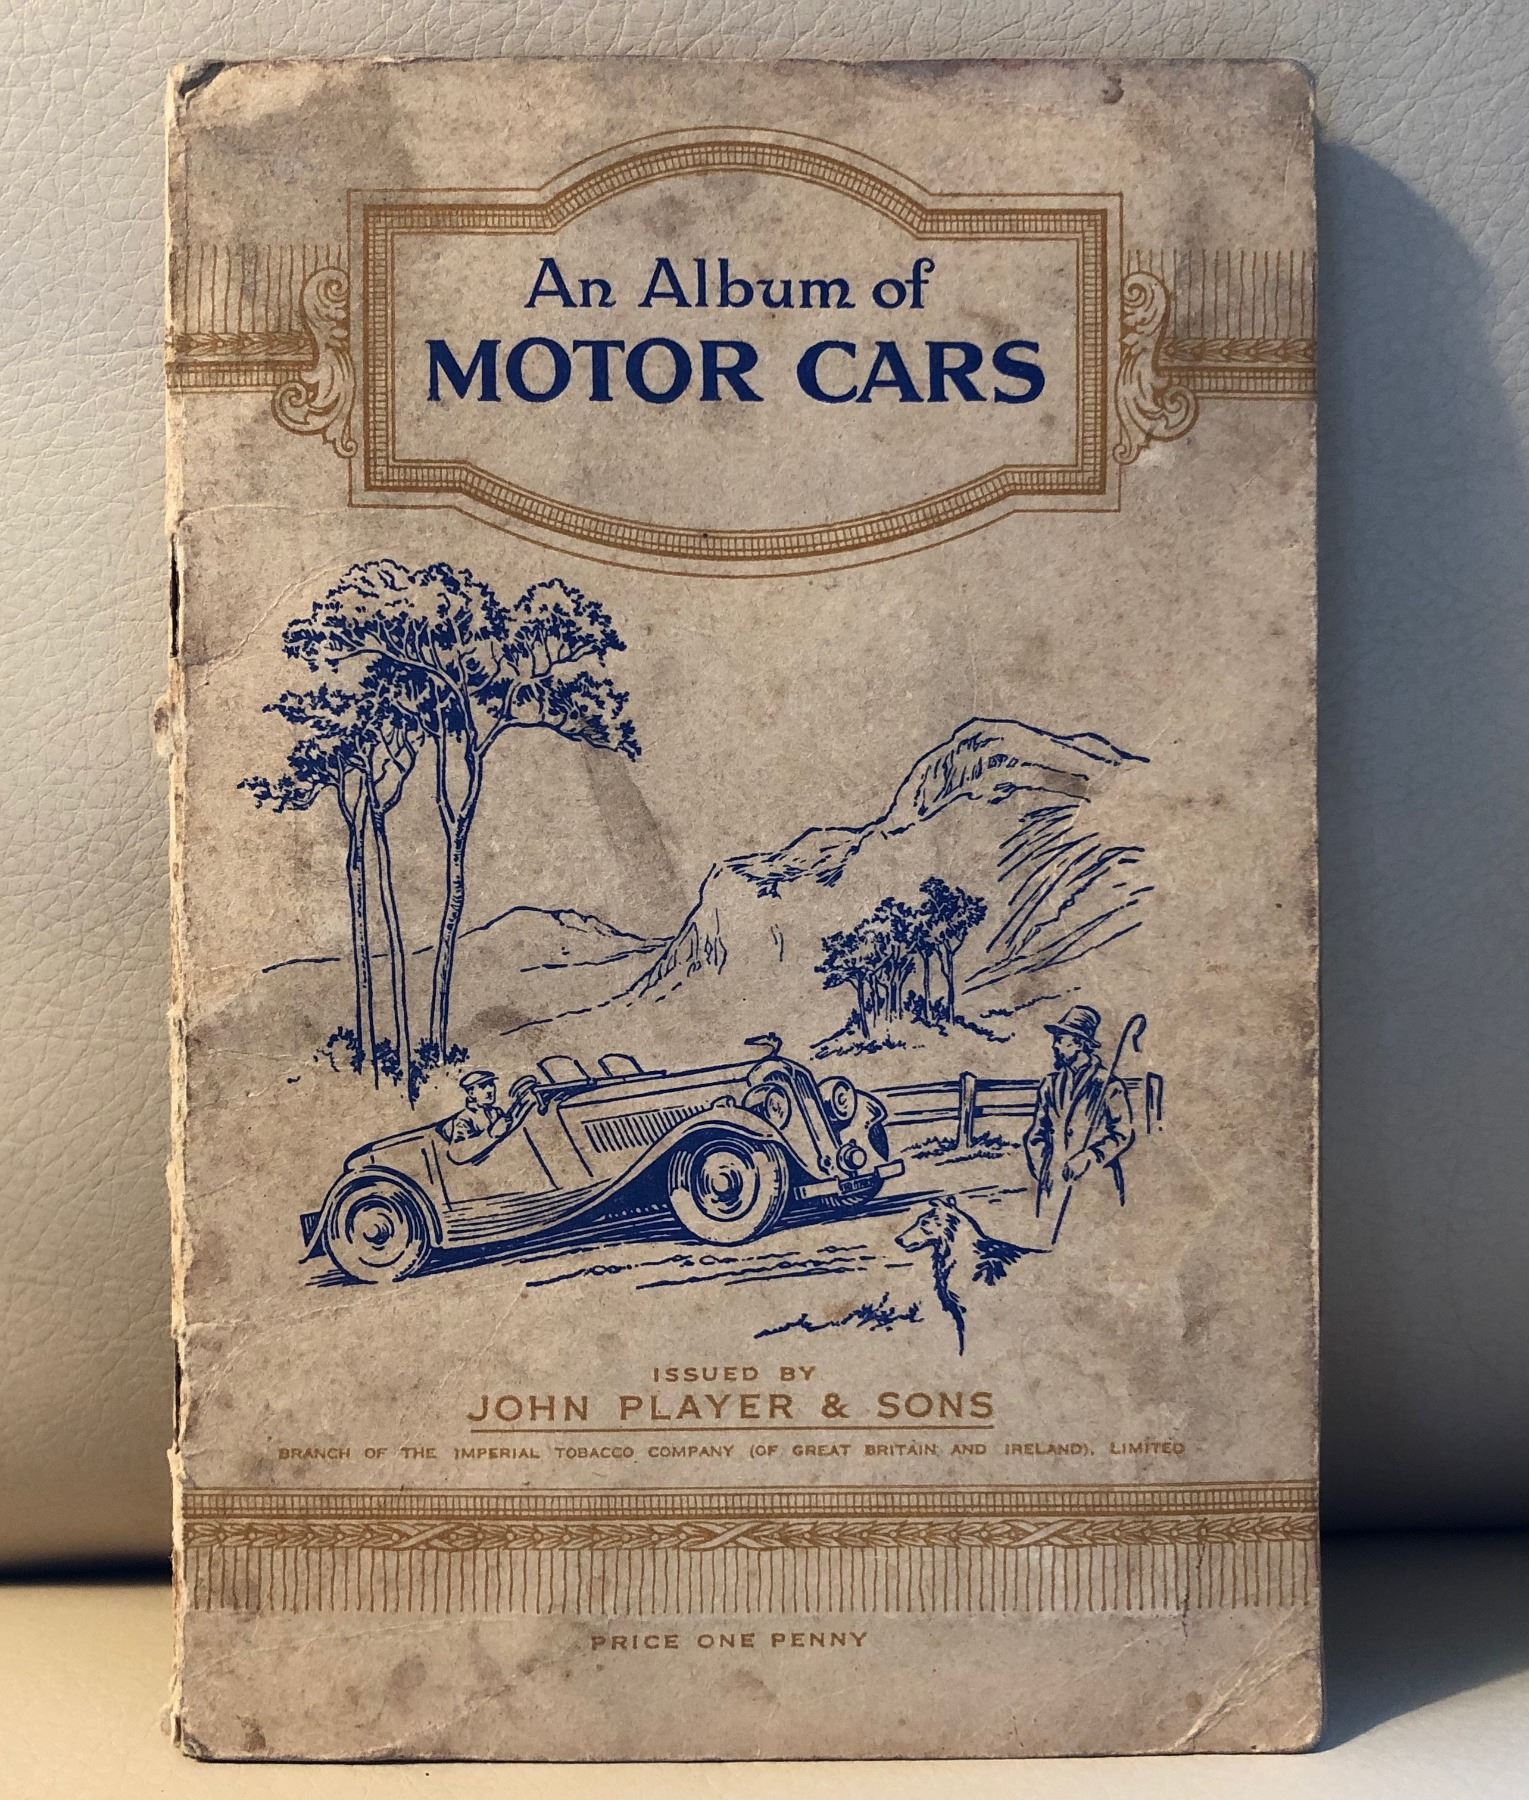 An Album of
MOTOR CARS
ISSUED BY
JOHN PLAYER & SONS
BRANCH OF THE IMPERIAL TOBACCO COMPANY (OF GREAT BRITAIN AND IRELAND), LIMITED
PRICE ONE PENNY